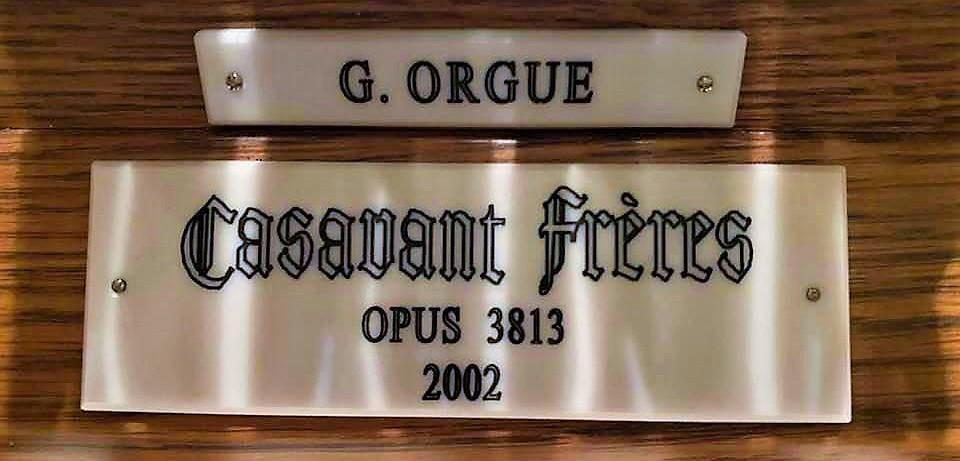 G. ORGUE
Casavant Frères
OPUS 3813
2002